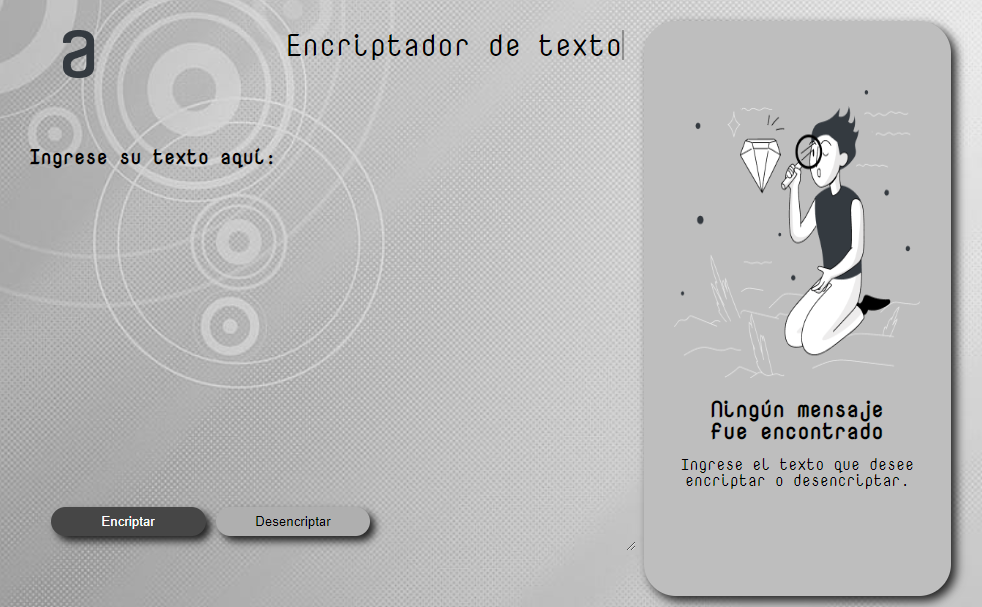 a
Encriptador de texto
Ingrese su texto aquí:
Encriptar
Desencriptar
Ningún mensaje
fue encontrado
Ingrese el texto que desee
encriptar o desencriptar.